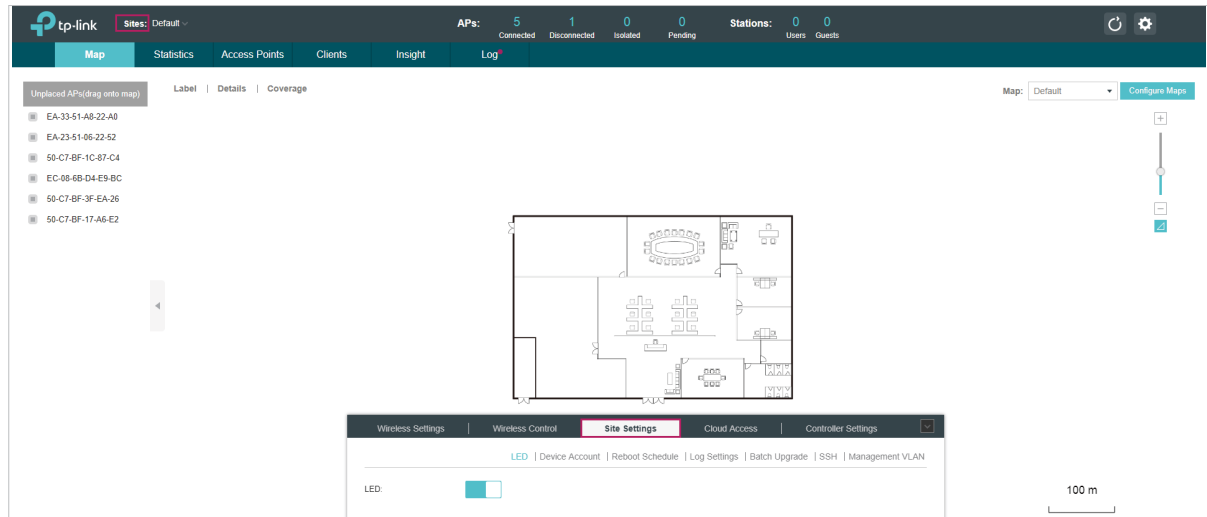 tp-link Sites: Default APs: 5 1 0 0 Stations: 0 0
Connected Disconnected Isolated Pending Users Guests
Map Statistics Access Points Clients Insight Log
Unplaced APs(drag onto map) Label | Details | Coverage Map: Default Configure Maps
EA-33-51-A8-22-A0
EA-23-51-06-22-52
50-C7-BF-1C-87-C4
EC-08-6B-D4-E9-BC
50-C7-BF-3F-EA-26
50-C7-BF-17-A6-E2
Wireless Settings | Wireless Control Site Settings Cloud Access | Controller Settings
LED | Device Account | Reboot Schedule | Log Settings | Batch Upgrade | SSH | Management VLAN
LED:
100 m